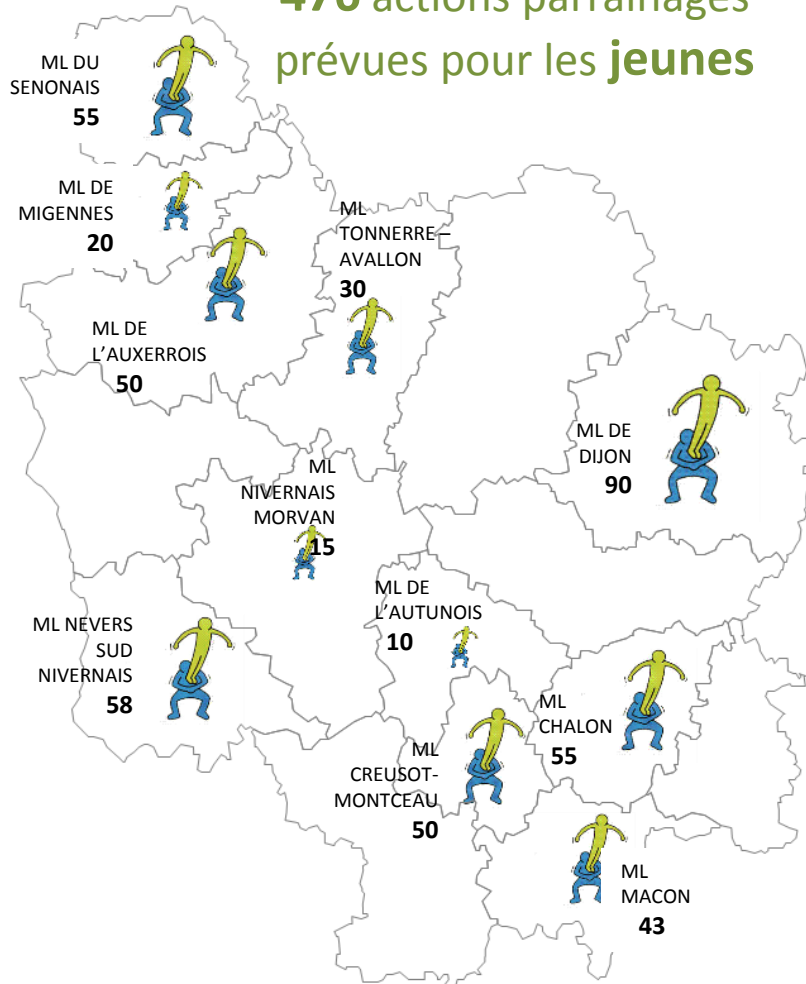 476 actions parrainages
prévues pour les jeunes
ML DU
SENONAIS
55
ML DE
MIGENNES
20
ML
TONNERRE –
AVALLON
30
ML DE
L’AUXERROIS
50
ML DE
DIJON
90
ML
NIVERNAIS
MORVAN
15
ML DE
L’AUTUNOIS
10
ML NEVERS
SUD
NIVERNAIS
58
ML
CHALON
55
ML
CREUSOT-
MONTCEAU
50
ML
MACON
43